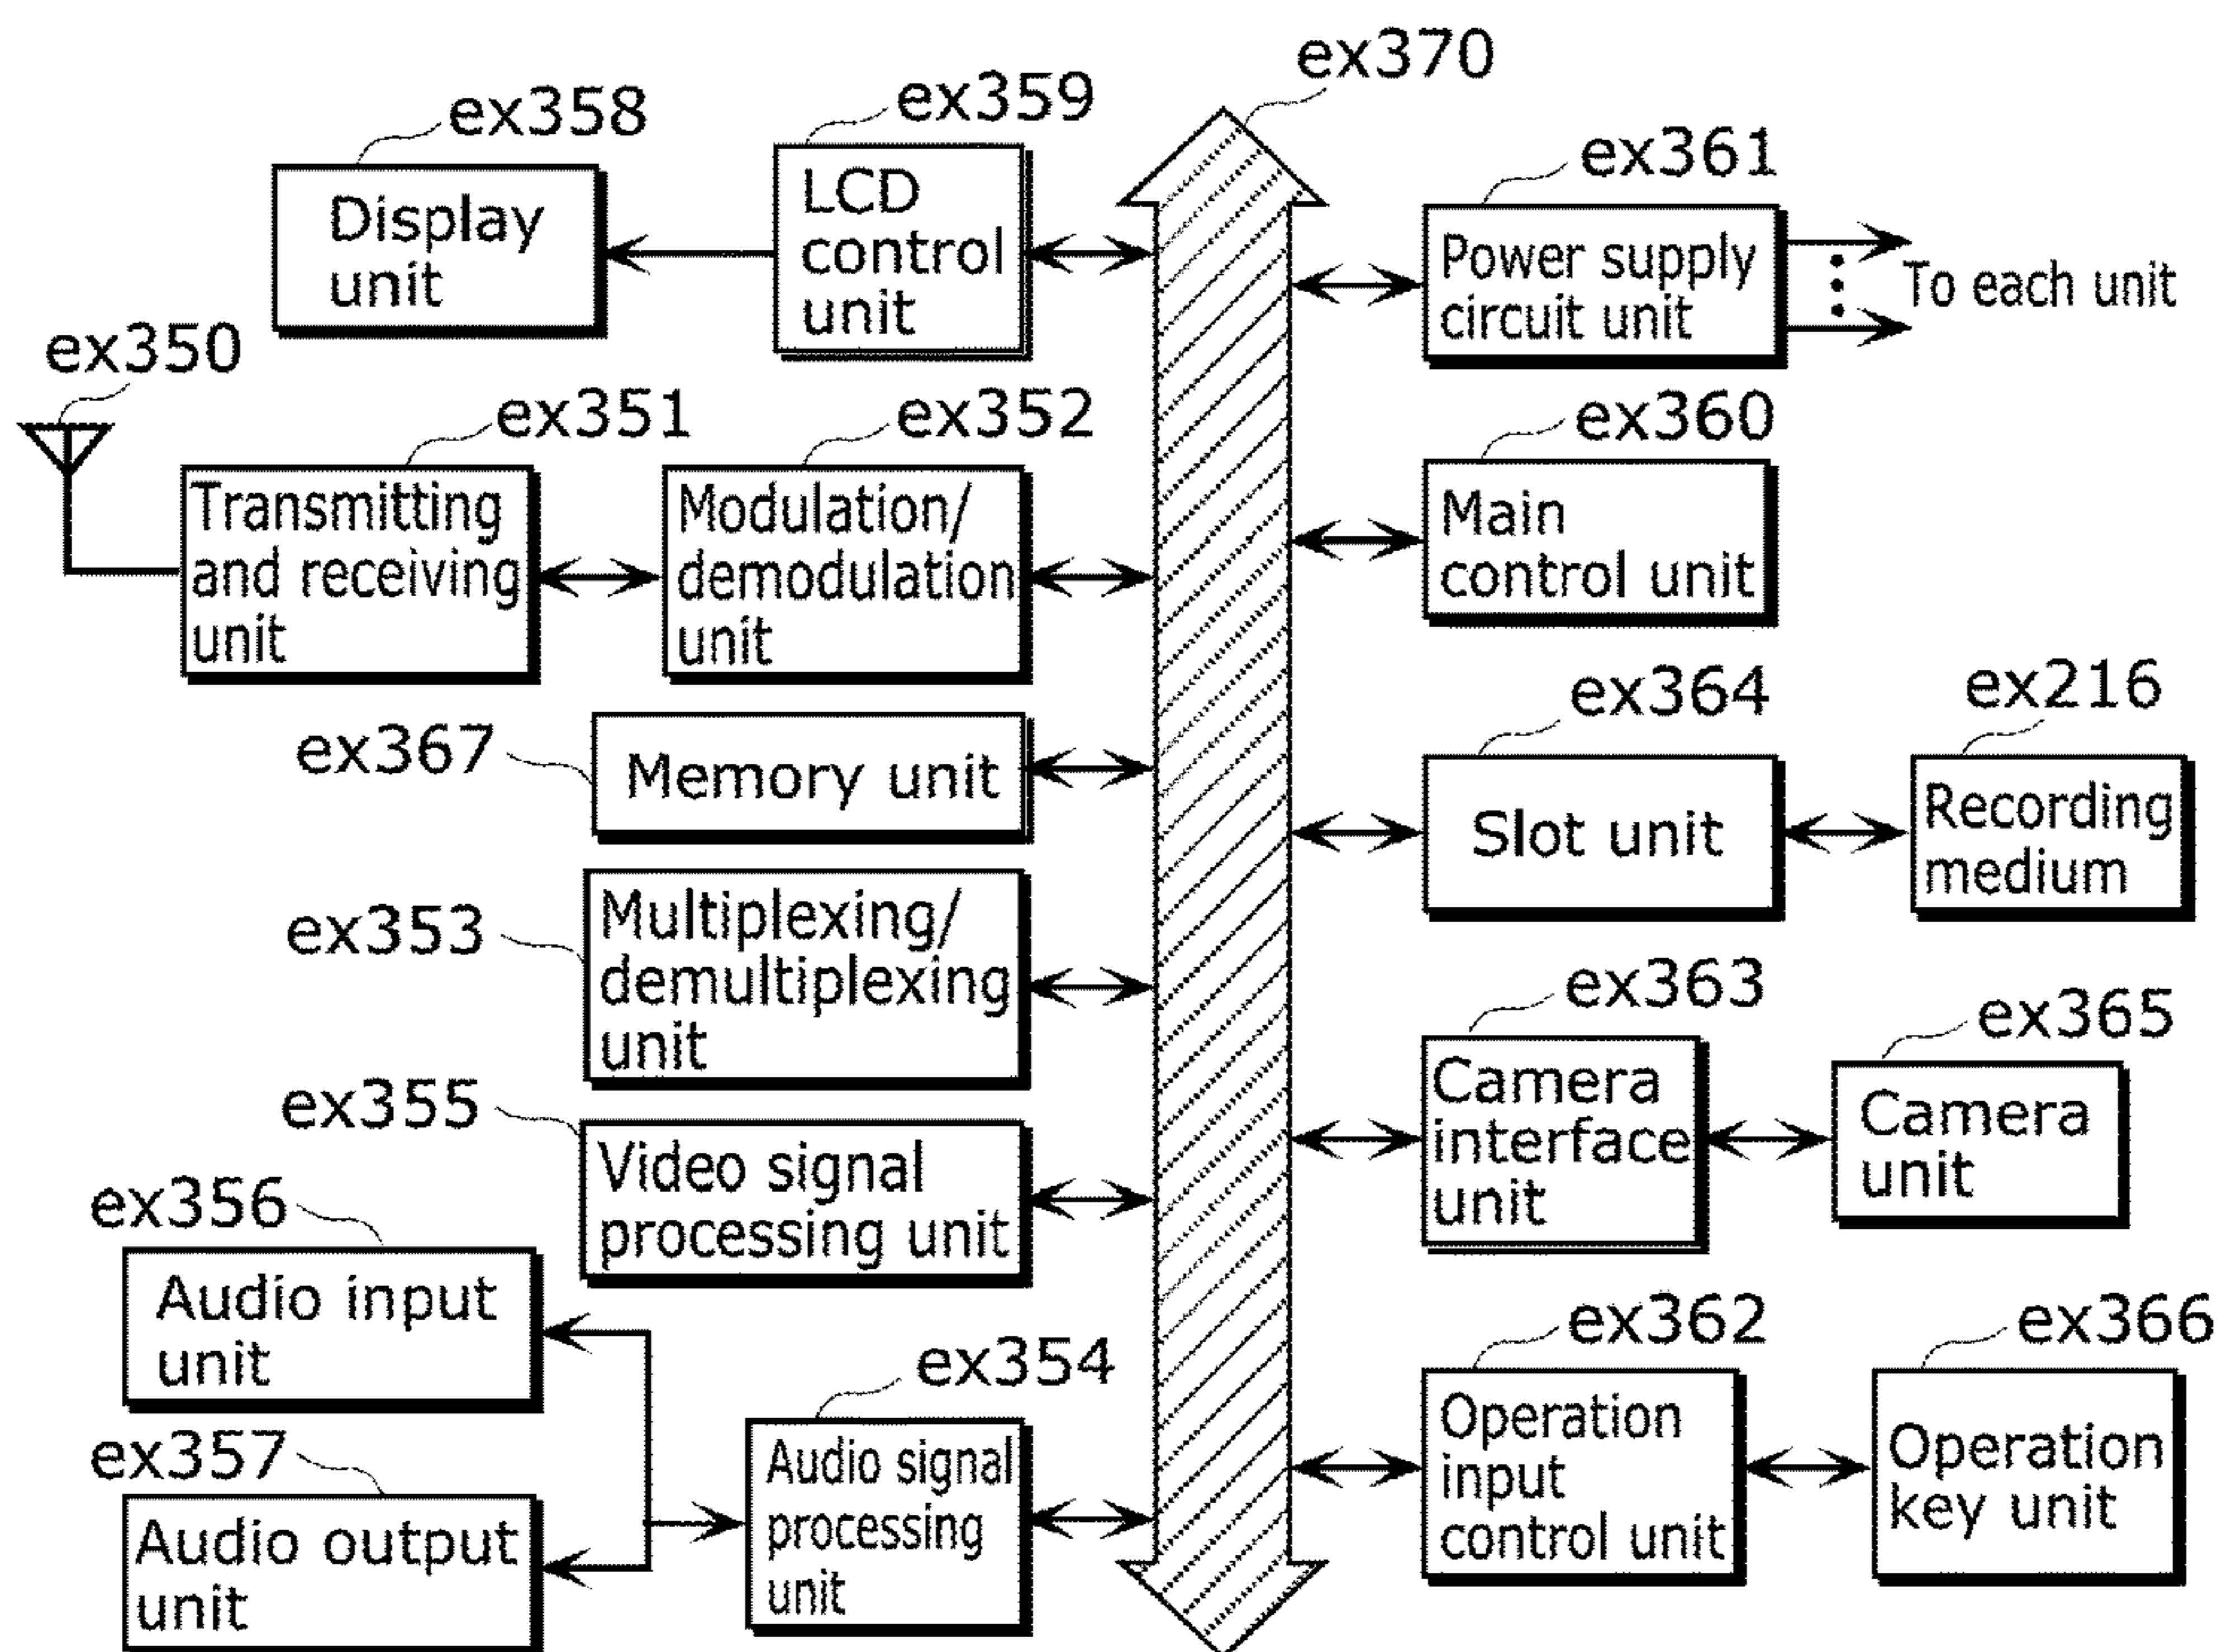 ex370
ex358
ex359
ex361
Display
unit
LCD
control
unit
Power supply
circuit unit
To each unit
ex350
ex351
ex352
ex360
Transmitting
and receiving
unit
Modulation/
demodulation
unit
Main
control unit
ex367
Memory unit
ex364
ex216
Slot unit
Recording
medium
ex353
Multiplexing/
demultiplexing
unit
ex363
ex365
Camera
interface
unit
Camera
unit
ex355
Video signal
processing unit
ex356
Audio input
unit
ex354
ex362
ex366
ex357
Audio output
unit
Audio signal
processing
unit
Operation
input
control unit
Operation
key unit